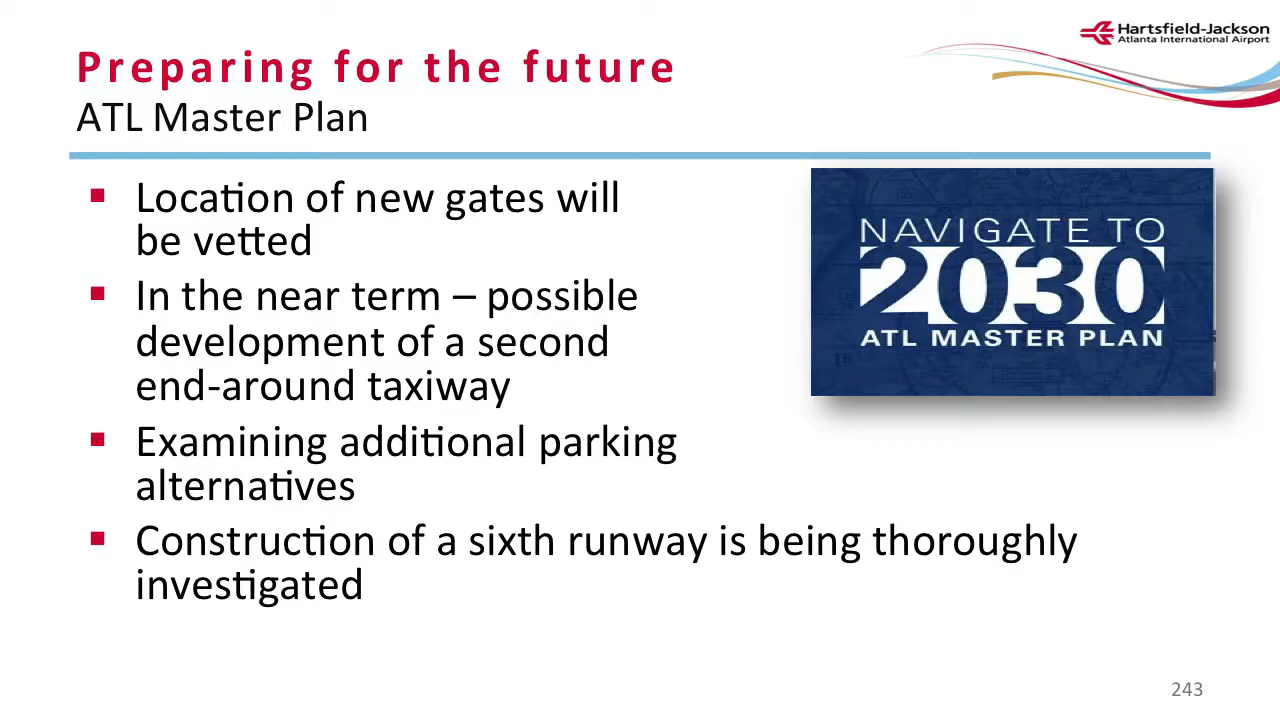 Hartsfield-Jackson
Atlanta International Airport
Preparing for the future
ATL Master Plan
Location of new gates will
be vetted
In the near term – possible
development of a second
end-around taxiway
Examining additional parking
alternatives
Construction of a sixth runway is being thoroughly
investigated
NAVIGATE TO
2030
ATL MASTER PLAN
243